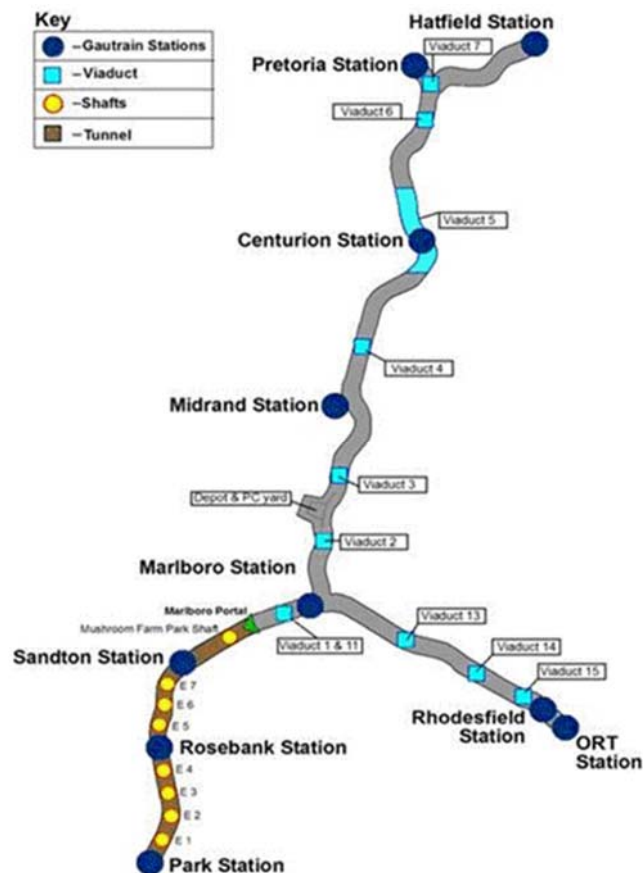 Key
–Gautrain Stations
–Viaduct
–Shafts
–Tunnel
Hatfield Station
Viaduct 7
Pretoria Station
Viaduct 6
Viaduct 5
Centurion Station
Viaduct 4
Midrand Station
Viaduct 3
Depot & PC yard
Viaduct 2
Marlboro Station
Marlboro Portal
Mushroom Farm Park Shaft
Viaduct 1 & 11
Viaduct 13
Viaduct 14
Viaduct 15
Sandton Station
E 7
E 6
E 5
Rhodesfield
Station
ORT
Station
Rosebank Station
E 4
E 3
E 2
E 1
Park Station